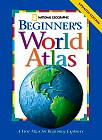 NATIONAL GEOGRAPHIC
BEGINNER'S
World
Atlas
A First Atlas for Beginning Explorers